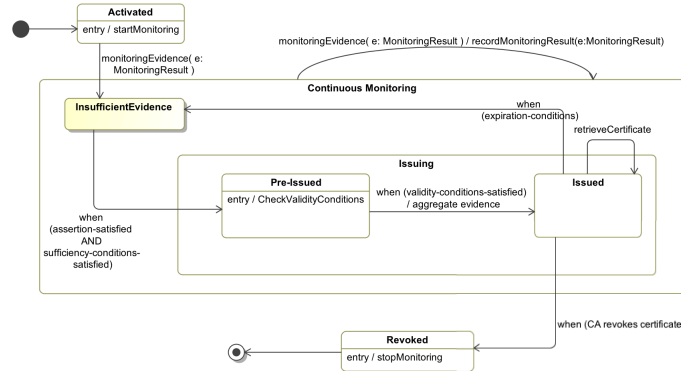 Activated
entry / startMonitoring
monitoringEvidence( e:
MonitoringResult )
monitoringEvidence( e: MonitoringResult ) / recordMonitoringResult(e:MonitoringResult)
Continuous Monitoring
InsufficientEvidence
when
(expiration-conditions)
retrieveCertificate
Issuing
Pre-Issued
entry / CheckValidityConditions
when (validity-conditions-satisfied)
/ aggregate evidence
Issued
when
(assertion-satisfied
AND
sufficiency-conditions-
satisfied)
when (CA revokes certificate
Revoked
entry / stopMonitoring